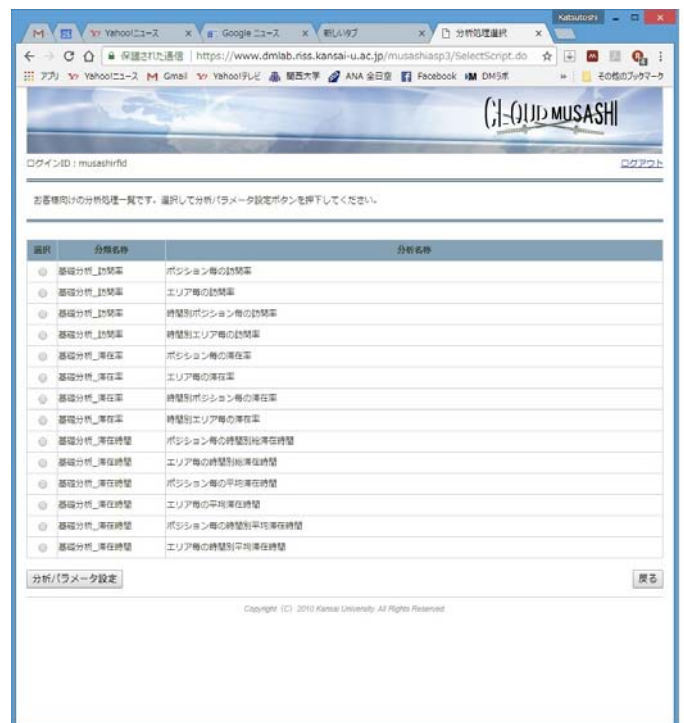 Katsutoshi
Yahoo!ニュース
Google ニュース
新しいタブ
分析処理選択
保護された通信 | https://www.dmlab.riss.kansai-u.ac.jp/musashiasp3/SelectScript.do
アプリ Yahoo!ニュース Gmail Yahoo!テレビ 関西大学 ANA 全日空 Facebook DM5木 » その他のブックマーク
CLOUD MUSASHI
ログインID : musashirfid ログアウト
お客様向けの分析処理一覧です。選択して分析パラメータ設定ボタンを押下してください。
選択 分類名称 分析名称
基礎分析_訪問率 ポジション毎の訪問率
基礎分析_訪問率 エリア毎の訪問率
基礎分析_訪問率 時間別ポジション毎の訪問率
基礎分析_訪問率 時間別エリア毎の訪問率
基礎分析_滞在率 ポジション毎の滞在率
基礎分析_滞在率 エリア毎の滞在率
基礎分析_滞在率 時間別ポジション毎の滞在率
基礎分析_滞在率 時間別エリア毎の滞在率
基礎分析_滞在時間 ポジション毎の時間別総滞在時間
基礎分析_滞在時間 エリア毎の時間別総滞在時間
基礎分析_滞在時間 ポジション毎の平均滞在時間
基礎分析_滞在時間 エリア毎の平均滞在時間
基礎分析_滞在時間 ポジション毎の時間別平均滞在時間
基礎分析_滞在時間 エリア毎の時間別平均滞在時間
分析パラメータ設定 戻る
Copyright (C) 2010 Kansai University. All Rights Reserved.